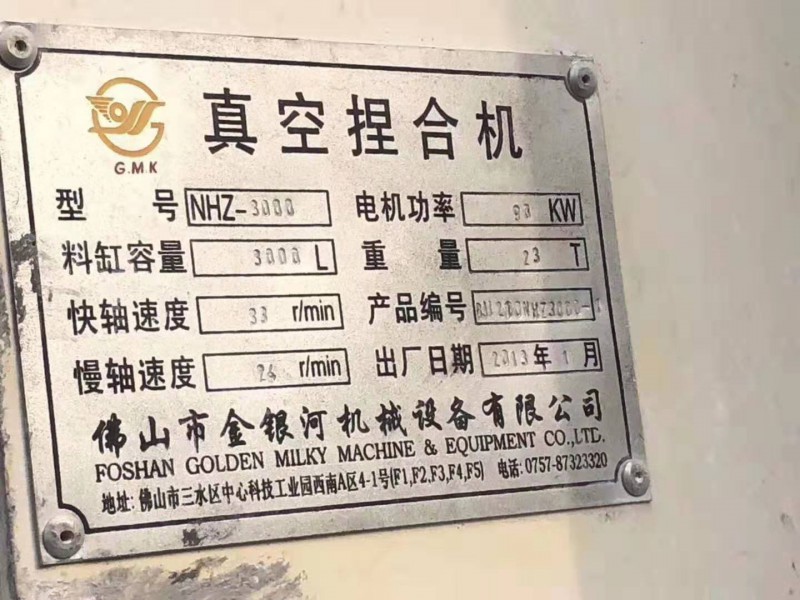 G.M.K
真空捏合机
型 号 NHZ-3000 电机功率 90 KW
料缸容量 3000 L 重 量 23 T
快轴速度 33 r/min 产品编号
慢轴速度 26 r/min 出厂日期 2013年1月
佛山市金银河机械设备有限公司
FOSHAN GOLDEN MILKY MACHINE & EQUIPMENT CO.,LTD.
地址: 佛山市三水区中心科技工业园西南A区4-1号(F1,F2,F3,F4,F5) 电话: 0757-87323320